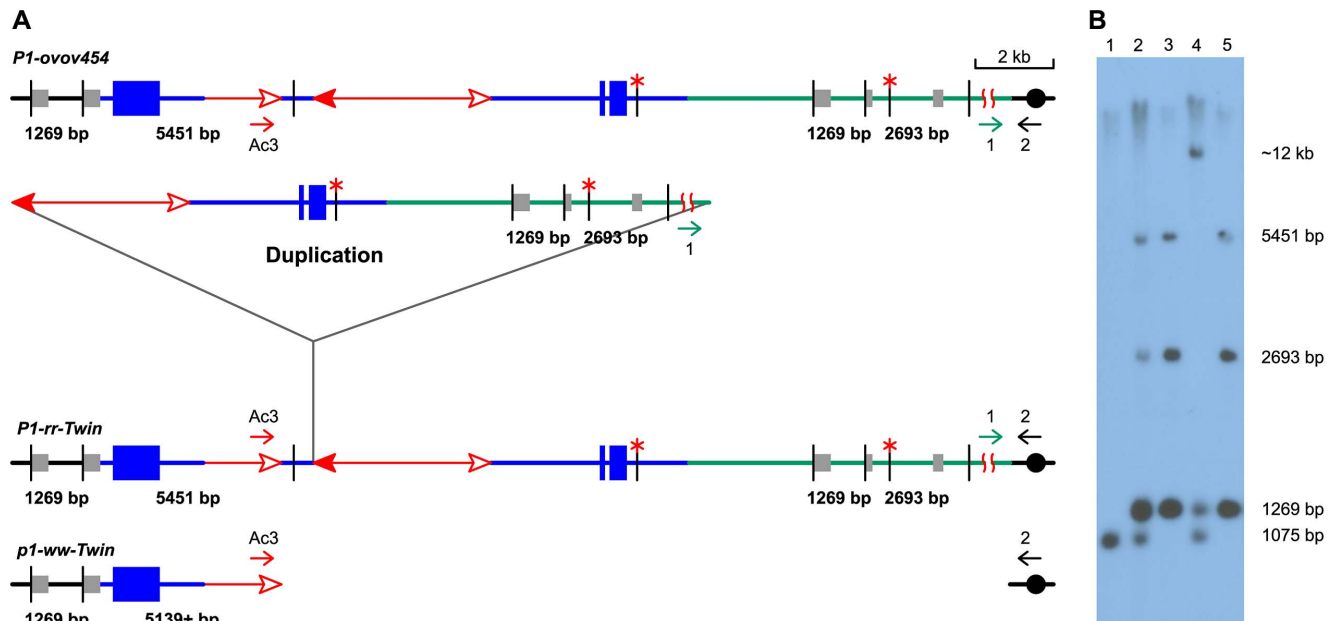 A
P1-ovov454
2 kb
1269 bp 5451 bp 1269 bp 2693 bp
Ac3 1 2
1269 bp 2693 bp
1
Duplication
P1-rr-Twin
Ac3 1 2
1269 bp 5451 bp 1269 bp 2693 bp
p1-ww-Twin
Ac3 2
1269 bp 5139+ bp
B
1 2 3 4 5
~12 kb
5451 bp
2693 bp
1269 bp
1075 bp